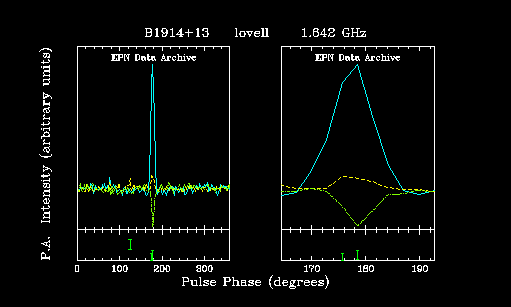 B1914+13 lovell 1.642 GHz
EPN Data Archive EPN Data Archive
P.A. Intensity (arbitrary units)
0 100 200 300 170 180 190
Pulse Phase (degrees)